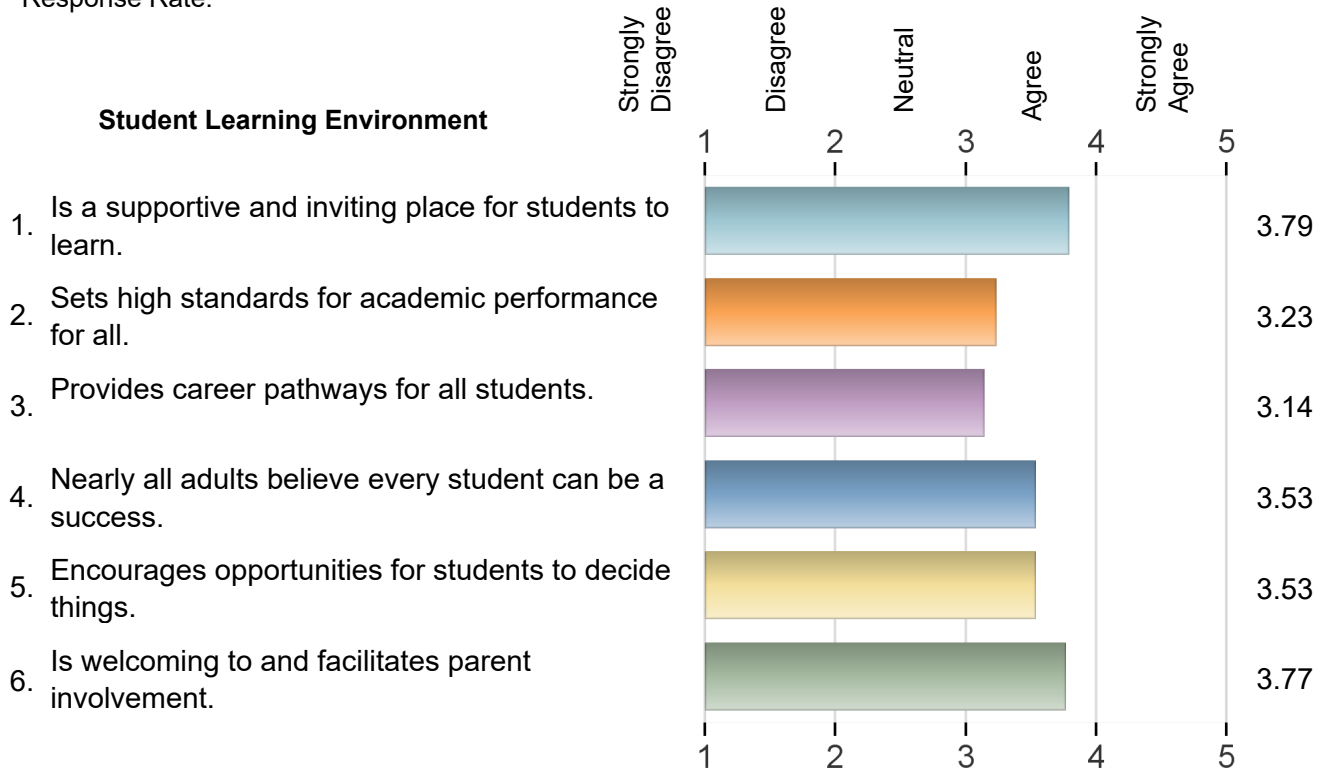 Response Rate:
Strongly
Disagree
Disagree
Neutral
Agree
Strongly
Agree
Student Learning Environment
1 2 3 4 5
1. Is a supportive and inviting place for students to
learn.
3.79
2. Sets high standards for academic performance
for all.
3.23
3. Provides career pathways for all students.
3.14
4. Nearly all adults believe every student can be a
success.
3.53
5. Encourages opportunities for students to decide
things.
3.53
6. Is welcoming to and facilitates parent
involvement.
3.77
1 2 3 4 5